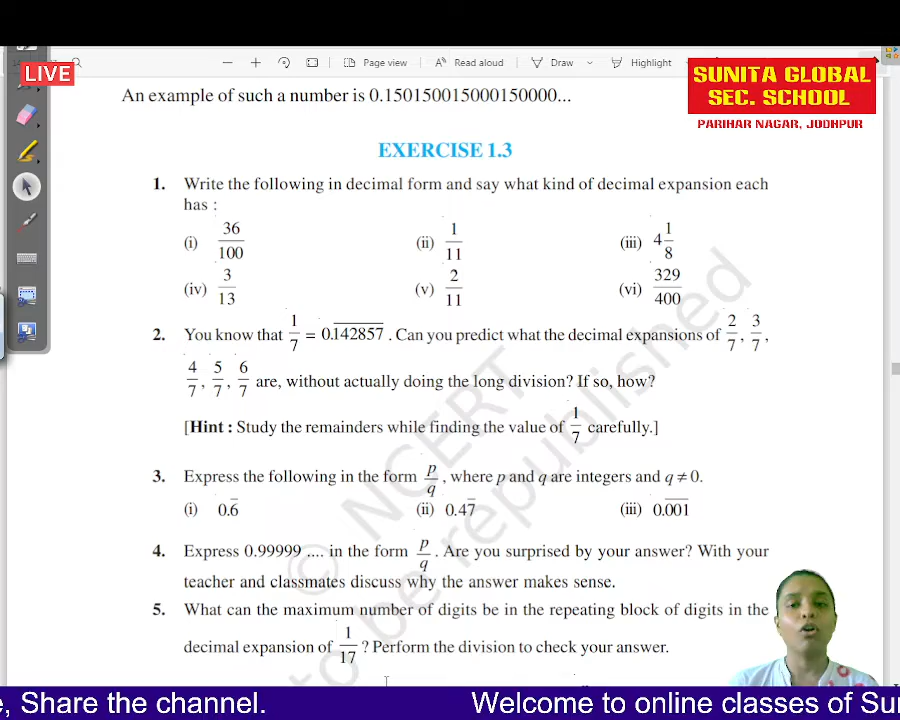 LIVE
Page view
Read aloud
Draw
Highlight
SUNITA GLOBAL
SEC. SCHOOL
PARIHAR NAGAR, JODHPUR
An example of such a number is 0.150150015000150000...
EXERCISE 1.3
1. Write the following in decimal form and say what kind of decimal expansion each
has :
(i) 36/100 (ii) 1/11 (iii) 4 1/8
(iv) 3/13 (v) 2/11 (vi) 329/400
2. You know that 1/7 = 0.1̅4̅2̅8̅5̅7̅ . Can you predict what the decimal expansions of 2/7, 3/7,
4/7, 5/7, 6/7 are, without actually doing the long division? If so, how?
[Hint : Study the remainders while finding the value of 1/7 carefully.]
3. Express the following in the form p/q, where p and q are integers and q ≠ 0.
(i) 0.6̅ (ii) 0.47̅ (iii) 0.0̅0̅1̅
4. Express 0.99999 .... in the form p/q. Are you surprised by your answer? With your
teacher and classmates discuss why the answer makes sense.
5. What can the maximum number of digits be in the repeating block of digits in the
decimal expansion of 1/17 ? Perform the division to check your answer.
© NCERT
to be republished
e, Share the channel. Welcome to online classes of Sun